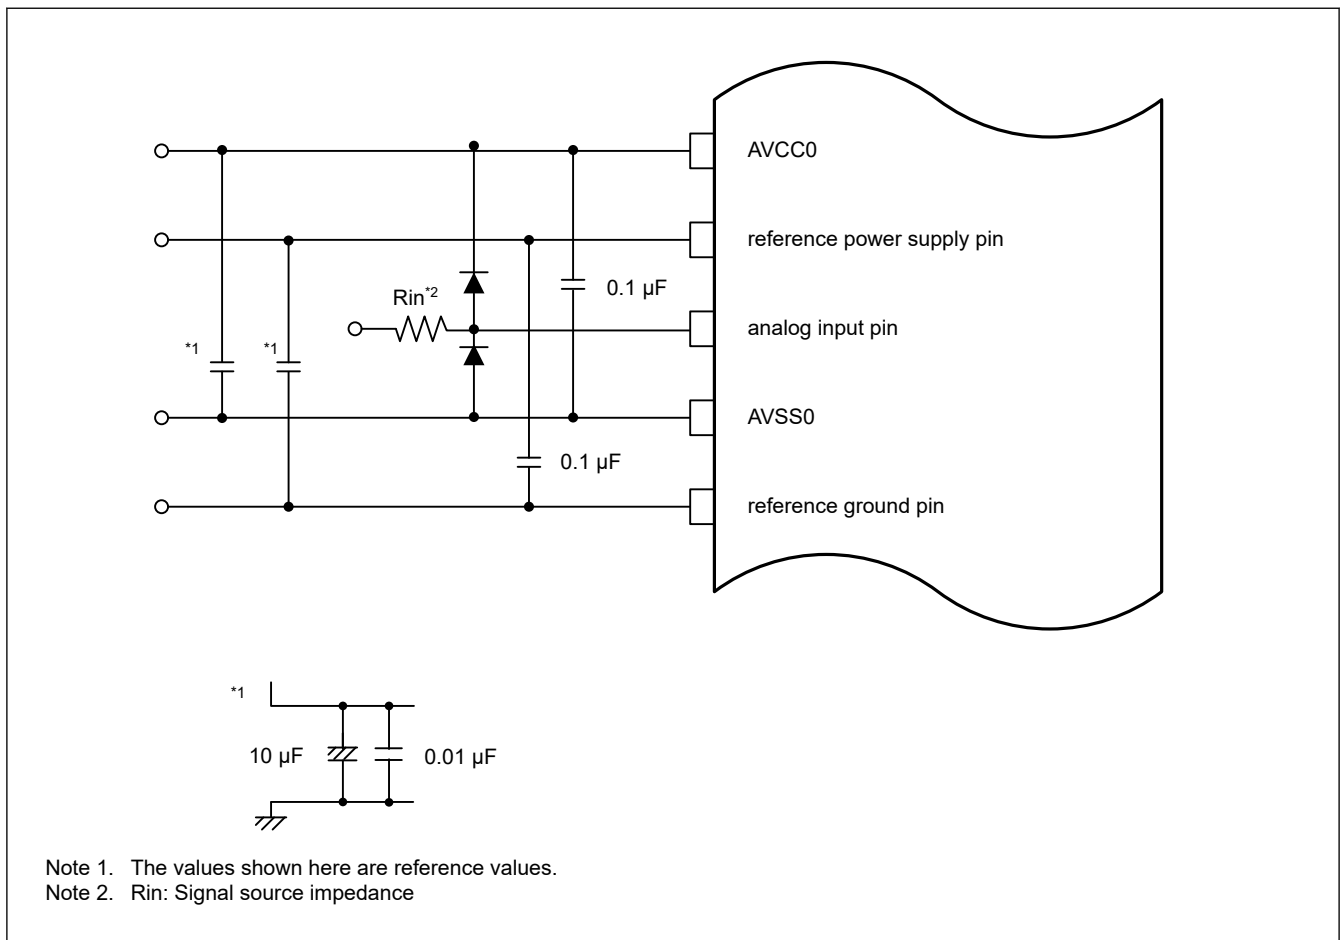 AVCC0
reference power supply pin
0.1 µF
Rin*2
analog input pin
*1
*1
AVSS0
0.1 µF
reference ground pin
*1
10 µF
0.01 µF
Note 1. The values shown here are reference values.
Note 2. Rin: Signal source impedance